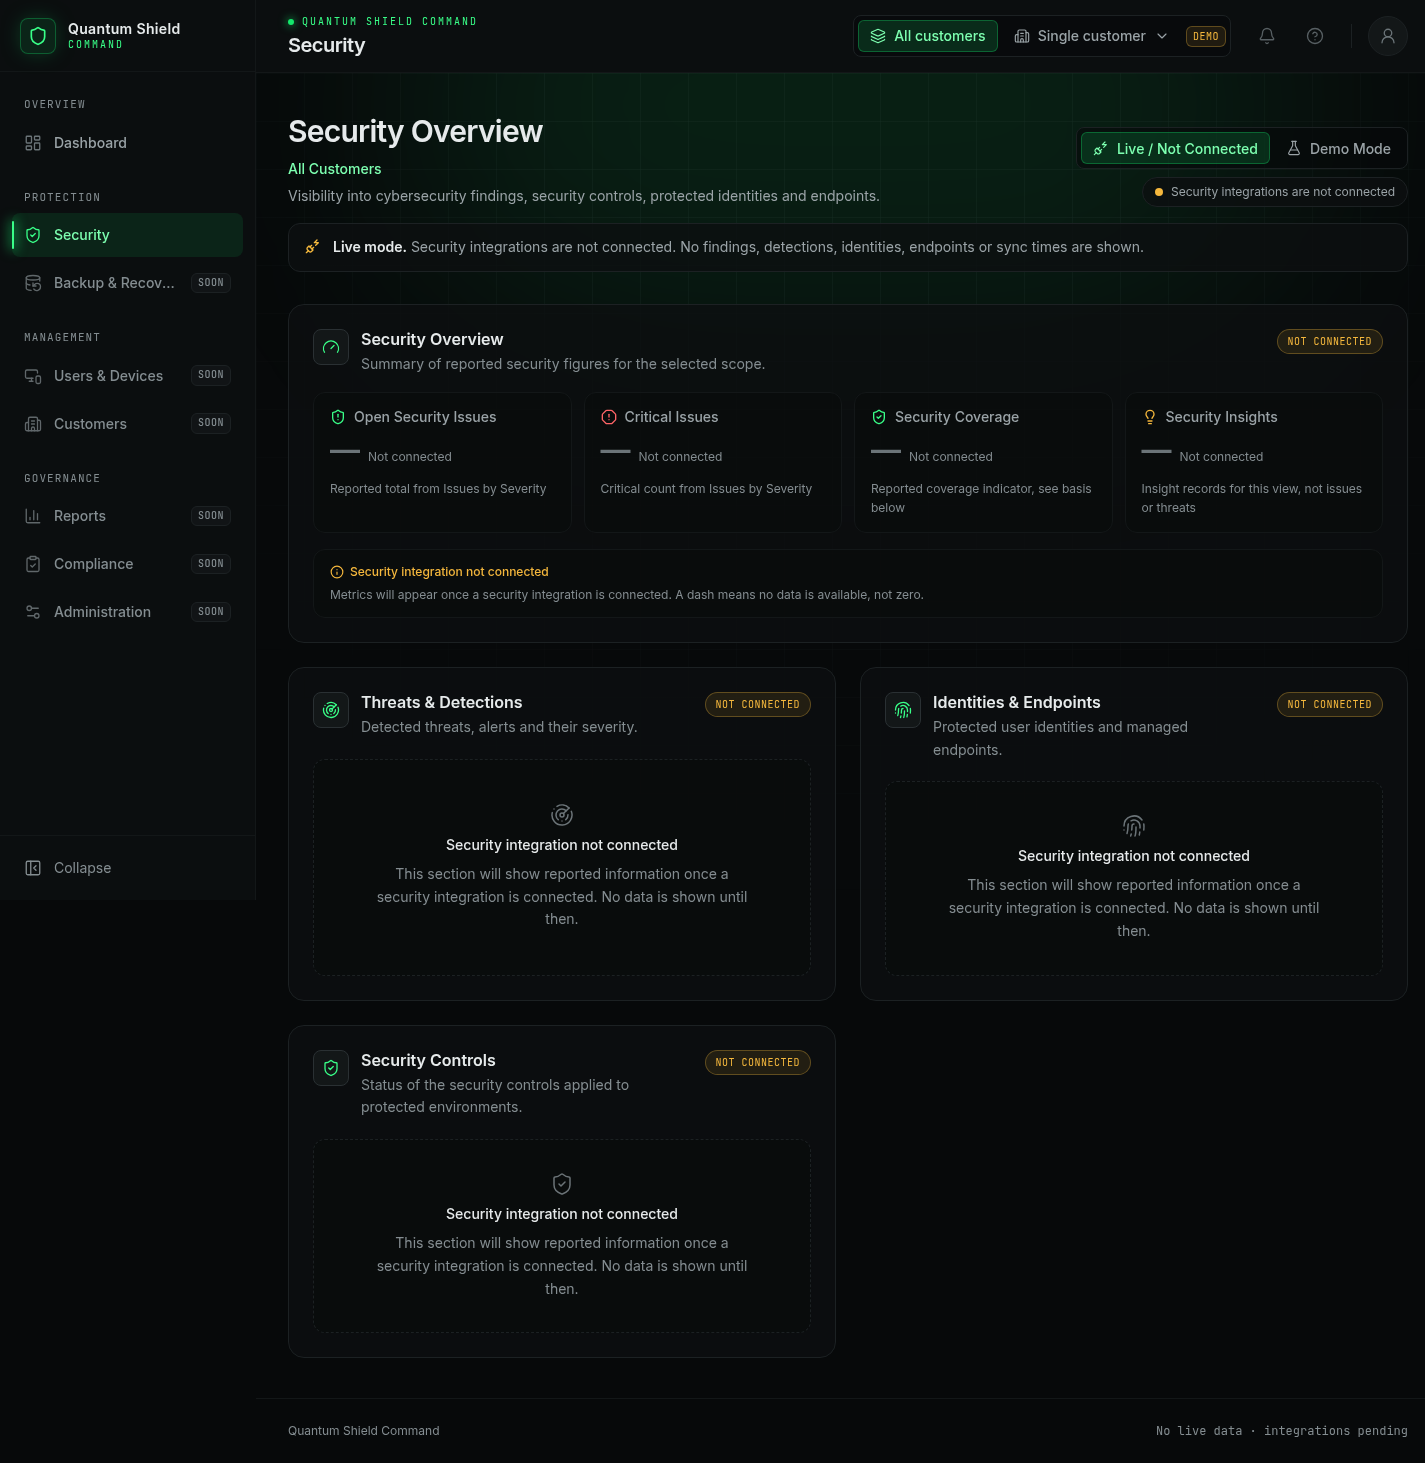 Quantum Shield
COMMAND
OVERVIEW
Dashboard
PROTECTION
Security
Backup & Recov...
SOON
MANAGEMENT
Users & Devices
SOON
Customers
SOON
GOVERNANCE
Reports
SOON
Compliance
SOON
Administration
SOON
Collapse
QUANTUM SHIELD COMMAND
Security
All customers
Single customer
DEMO
Security Overview
All Customers
Visibility into cybersecurity findings, security controls, protected identities and endpoints.
Live / Not Connected
Demo Mode
Security integrations are not connected
Live mode. Security integrations are not connected. No findings, detections, identities, endpoints or sync times are shown.
Security Overview
Summary of reported security figures for the selected scope.
NOT CONNECTED
Open Security Issues
— Not connected
Reported total from Issues by Severity
Critical Issues
— Not connected
Critical count from Issues by Severity
Security Coverage
— Not connected
Reported coverage indicator, see basis
below
Security Insights
— Not connected
Insight records for this view, not issues
or threats
Security integration not connected
Metrics will appear once a security integration is connected. A dash means no data is available, not zero.
Threats & Detections
Detected threats, alerts and their severity.
NOT CONNECTED
Security integration not connected
This section will show reported information once a
security integration is connected. No data is shown until
then.
Identities & Endpoints
Protected user identities and managed
endpoints.
NOT CONNECTED
Security integration not connected
This section will show reported information once a
security integration is connected. No data is shown until
then.
Security Controls
Status of the security controls applied to
protected environments.
NOT CONNECTED
Security integration not connected
This section will show reported information once a
security integration is connected. No data is shown until
then.
Quantum Shield Command
No live data · integrations pending